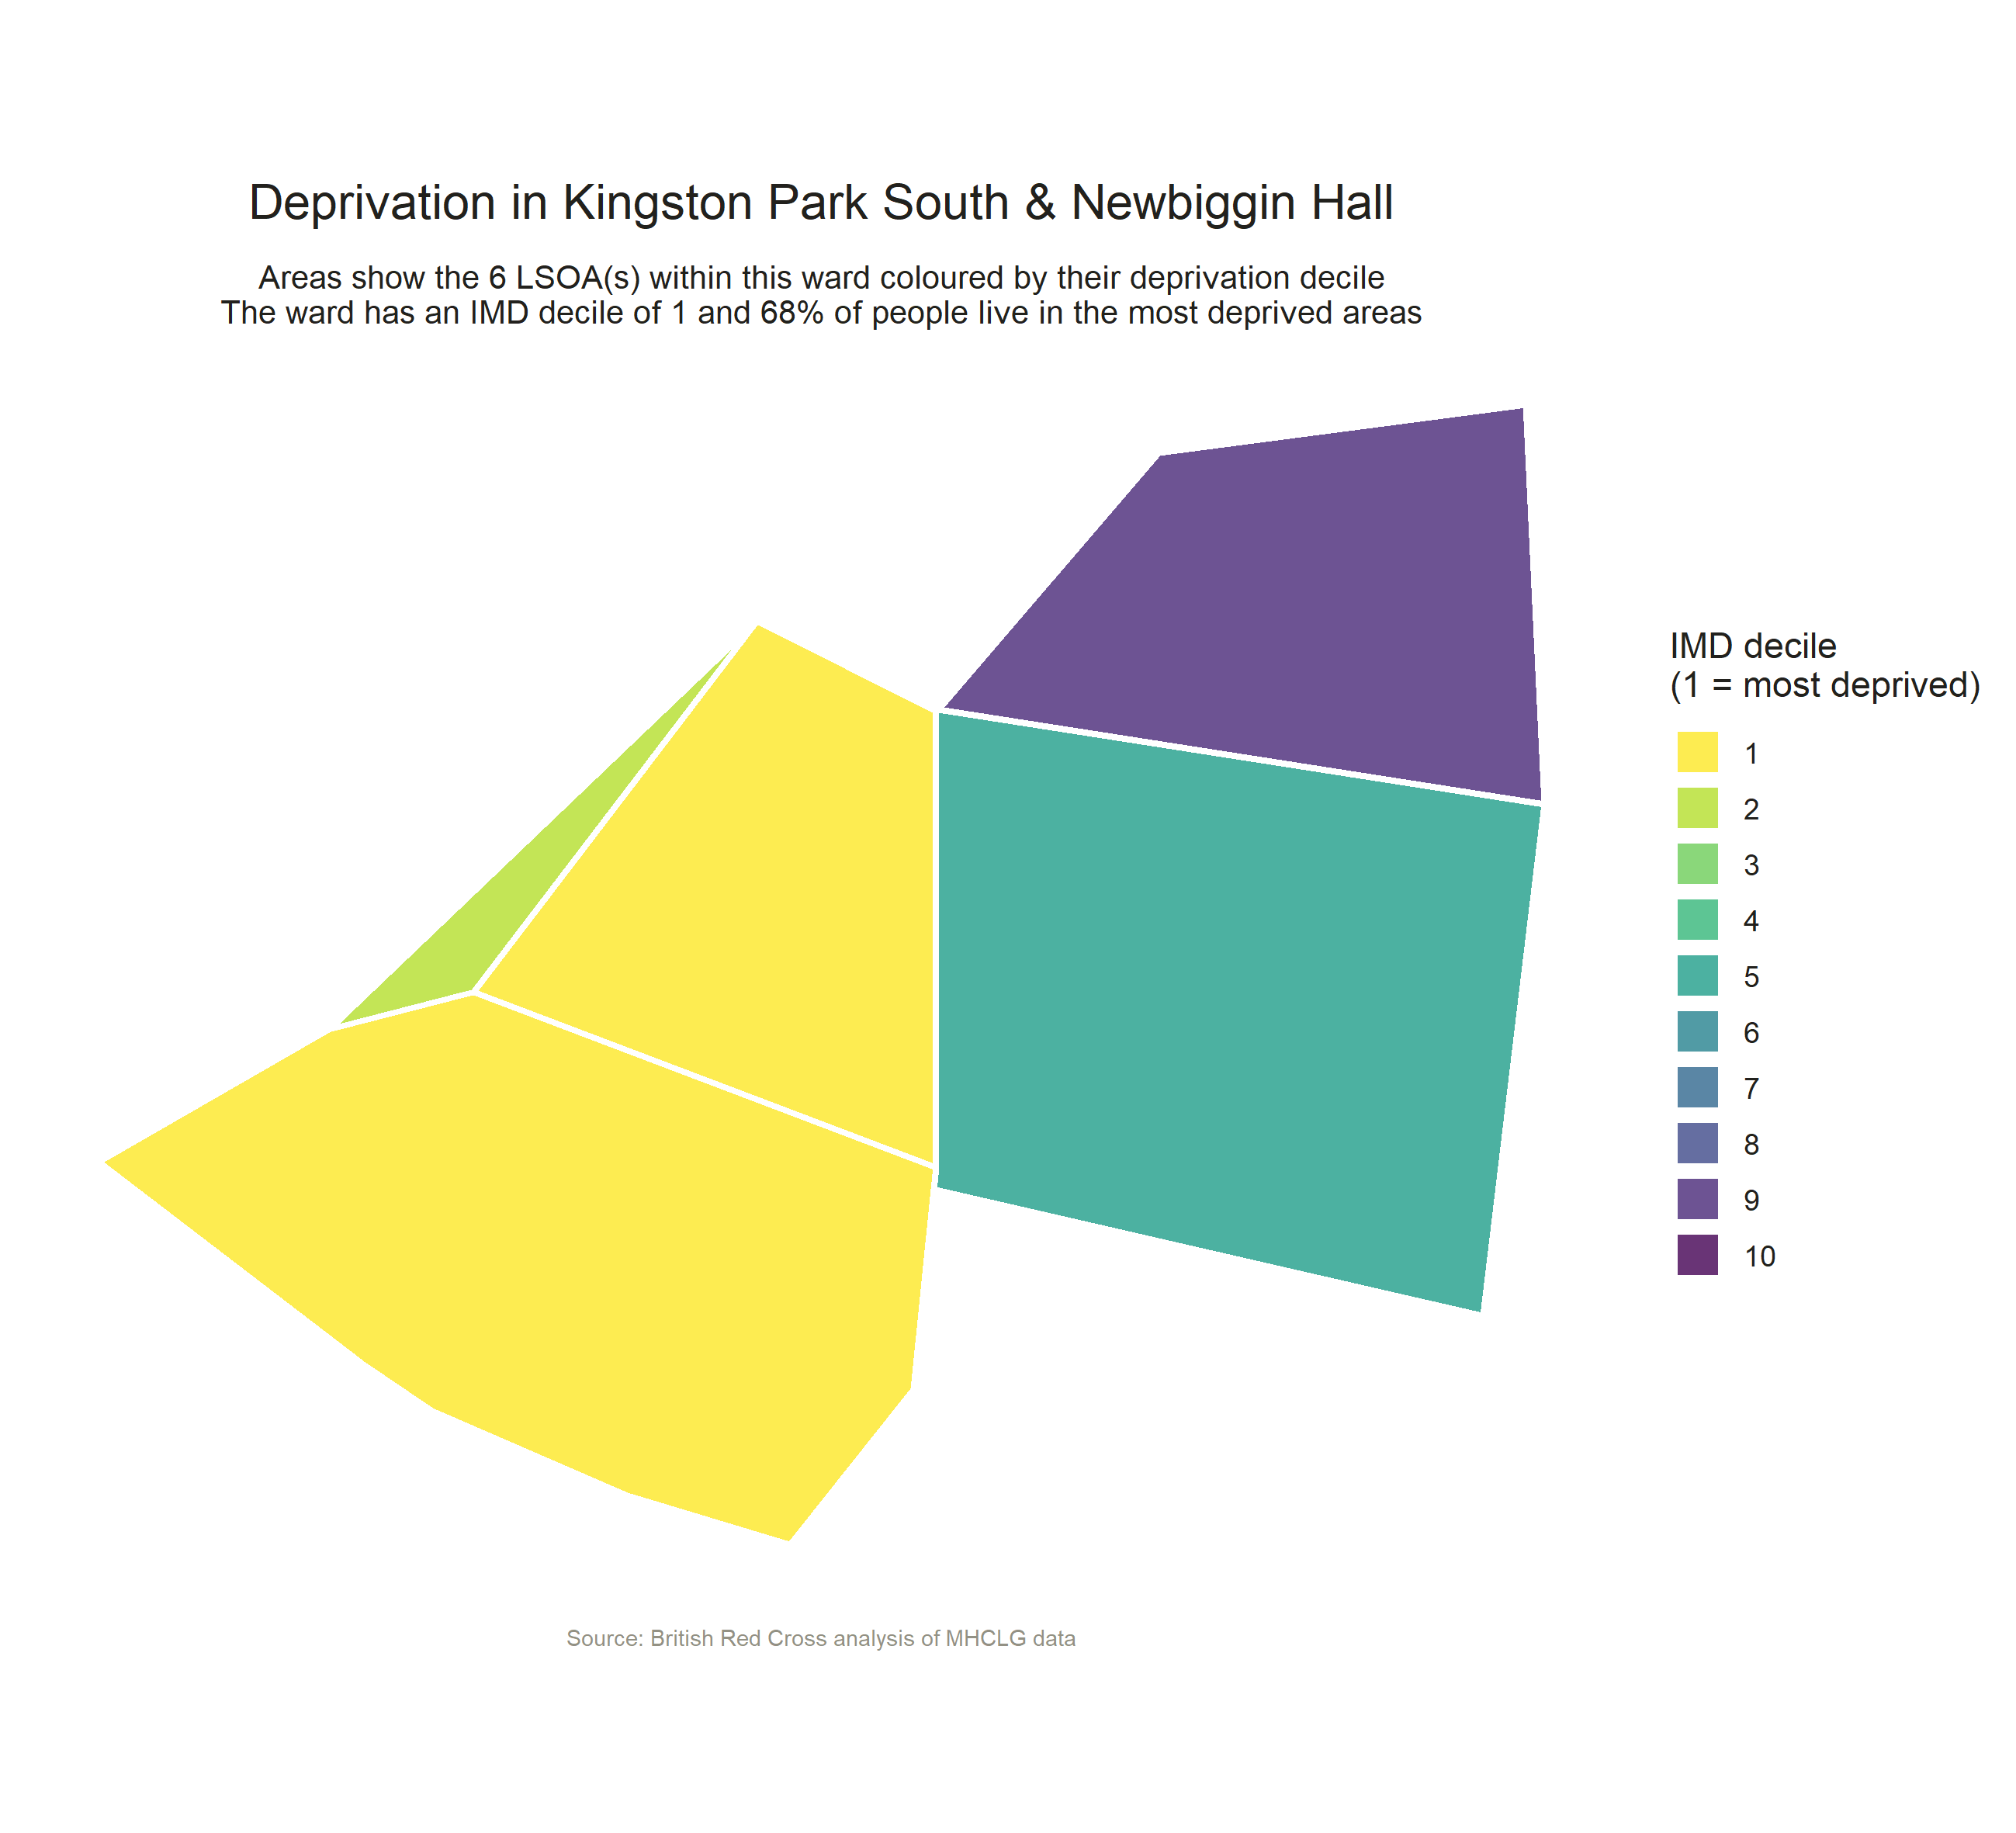 Deprivation in Kingston Park South & Newbiggin Hall
Areas show the 6 LSOA(s) within this ward coloured by their deprivation decile
The ward has an IMD decile of 1 and 68% of people live in the most deprived areas
IMD decile
(1 = most deprived)
1
2
3
4
5
6
7
8
9
10
Source: British Red Cross analysis of MHCLG data